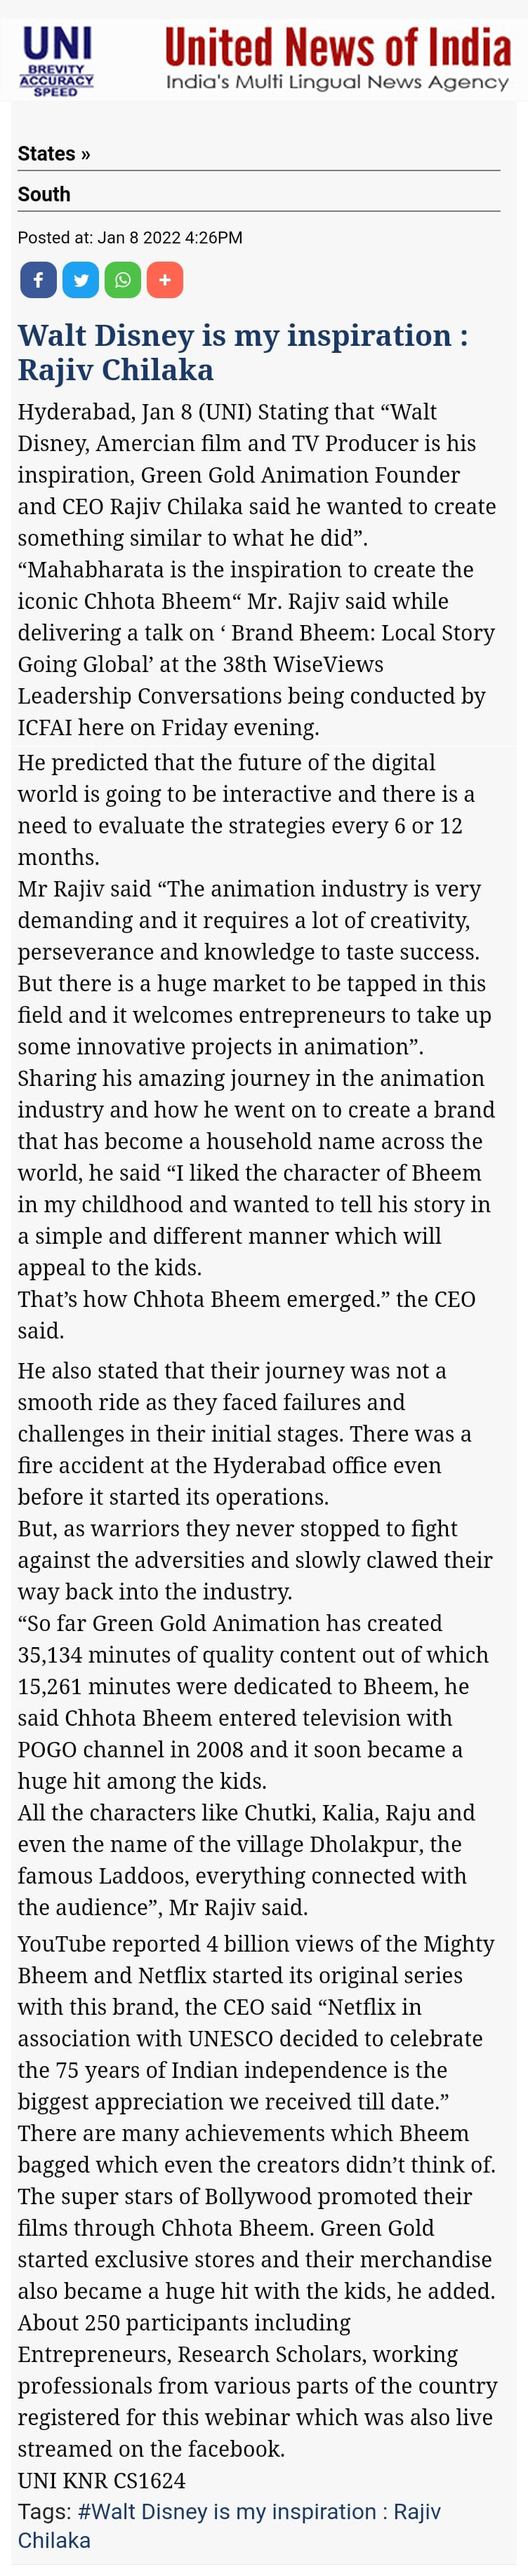 UNI
BREVITY
ACCURACY
SPEED
United News of India
India's Multi Lingual News Agency
States »
South
Posted at: Jan 8 2022 4:26PM
Walt Disney is my inspiration :
Rajiv Chilaka
Hyderabad, Jan 8 (UNI) Stating that “Walt
Disney, Amercian film and TV Producer is his
inspiration, Green Gold Animation Founder
and CEO Rajiv Chilaka said he wanted to create
something similar to what he did”.
“Mahabharata is the inspiration to create the
iconic Chhota Bheem“ Mr. Rajiv said while
delivering a talk on ‘ Brand Bheem: Local Story
Going Global’ at the 38th WiseViews
Leadership Conversations being conducted by
ICFAI here on Friday evening.
He predicted that the future of the digital
world is going to be interactive and there is a
need to evaluate the strategies every 6 or 12
months.
Mr Rajiv said “The animation industry is very
demanding and it requires a lot of creativity,
perseverance and knowledge to taste success.
But there is a huge market to be tapped in this
field and it welcomes entrepreneurs to take up
some innovative projects in animation”.
Sharing his amazing journey in the animation
industry and how he went on to create a brand
that has become a household name across the
world, he said “I liked the character of Bheem
in my childhood and wanted to tell his story in
a simple and different manner which will
appeal to the kids.
That’s how Chhota Bheem emerged.” the CEO
said.
He also stated that their journey was not a
smooth ride as they faced failures and
challenges in their initial stages. There was a
fire accident at the Hyderabad office even
before it started its operations.
But, as warriors they never stopped to fight
against the adversities and slowly clawed their
way back into the industry.
“So far Green Gold Animation has created
35,134 minutes of quality content out of which
15,261 minutes were dedicated to Bheem, he
said Chhota Bheem entered television with
POGO channel in 2008 and it soon became a
huge hit among the kids.
All the characters like Chutki, Kalia, Raju and
even the name of the village Dholakpur, the
famous Laddoos, everything connected with
the audience”, Mr Rajiv said.
YouTube reported 4 billion views of the Mighty
Bheem and Netflix started its original series
with this brand, the CEO said “Netflix in
association with UNESCO decided to celebrate
the 75 years of Indian independence is the
biggest appreciation we received till date.”
There are many achievements which Bheem
bagged which even the creators didn’t think of.
The super stars of Bollywood promoted their
films through Chhota Bheem. Green Gold
started exclusive stores and their merchandise
also became a huge hit with the kids, he added.
About 250 participants including
Entrepreneurs, Research Scholars, working
professionals from various parts of the country
registered for this webinar which was also live
streamed on the facebook.
UNI KNR CS1624
Tags: #Walt Disney is my inspiration : Rajiv
Chilaka